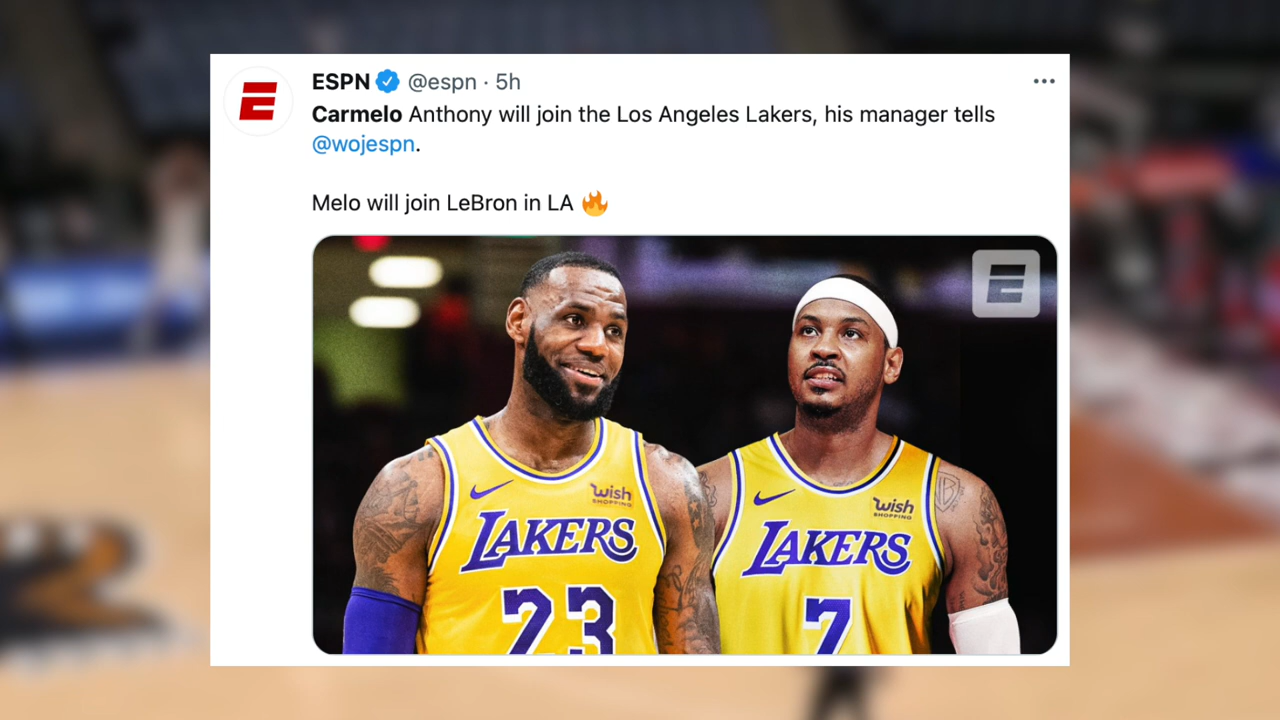 ESPN @espn · 5h
Carmelo Anthony will join the Los Angeles Lakers, his manager tells
@wojespn.
Melo will join LeBron in LA 🔥
wish
SHOPPING
LAKERS
23
wish
SHOPPING
LAKERS
7